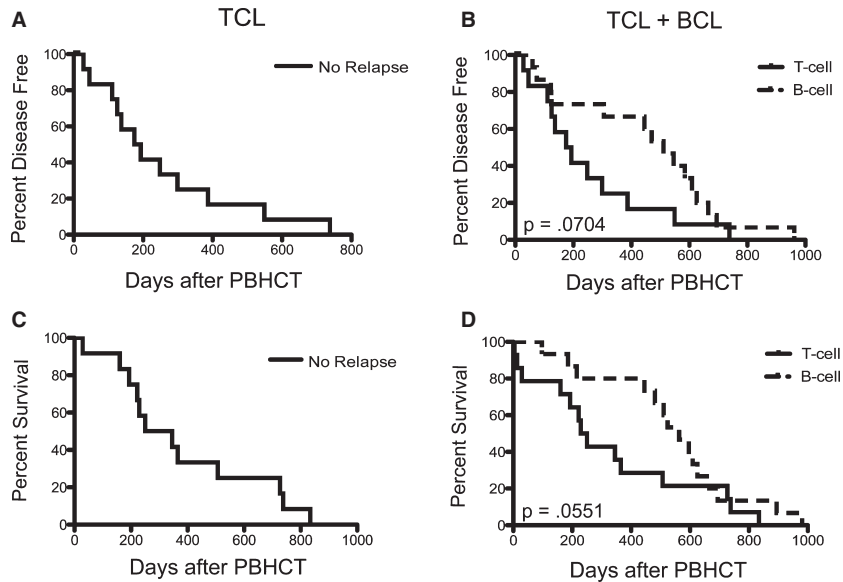 A
TCL
Percent Disease Free
100
80
60
40
20
0
0 200 400 600 800
Days after PBHCT
No Relapse
B
TCL + BCL
Percent Disease Free
100
80
60
40
20
0
0 200 400 600 800 1000
Days after PBHCT
T-cell
B-cell
p = .0704
C
Percent Survival
100
80
60
40
20
0
0 200 400 600 800 1000
Days after PBHCT
No Relapse
D
Percent Survival
100
80
60
40
20
0
0 200 400 600 800 1000
Days after PBHCT
T-cell
B-cell
p = .0551